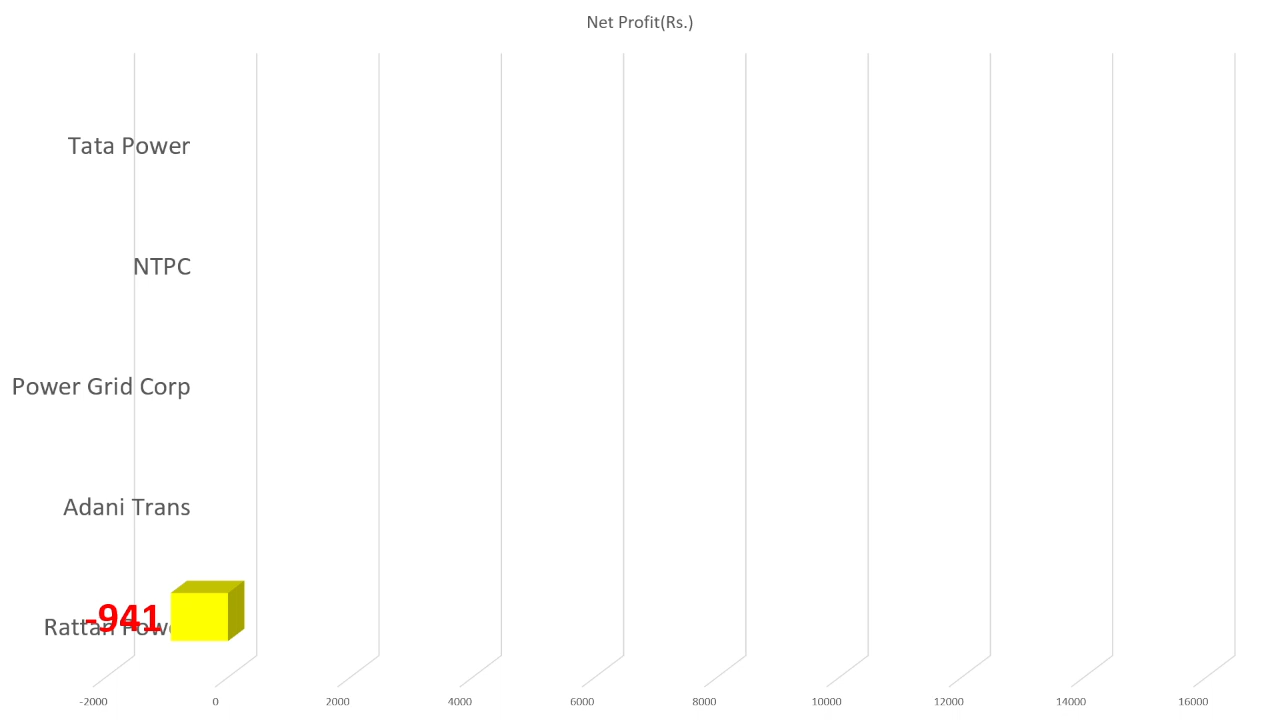 Net Profit(Rs.)
Tata Power
NTPC
Power Grid Corp
Adani Trans
-941
Rattan
-2000 0 2000 4000 6000 8000 10000 12000 14000 16000